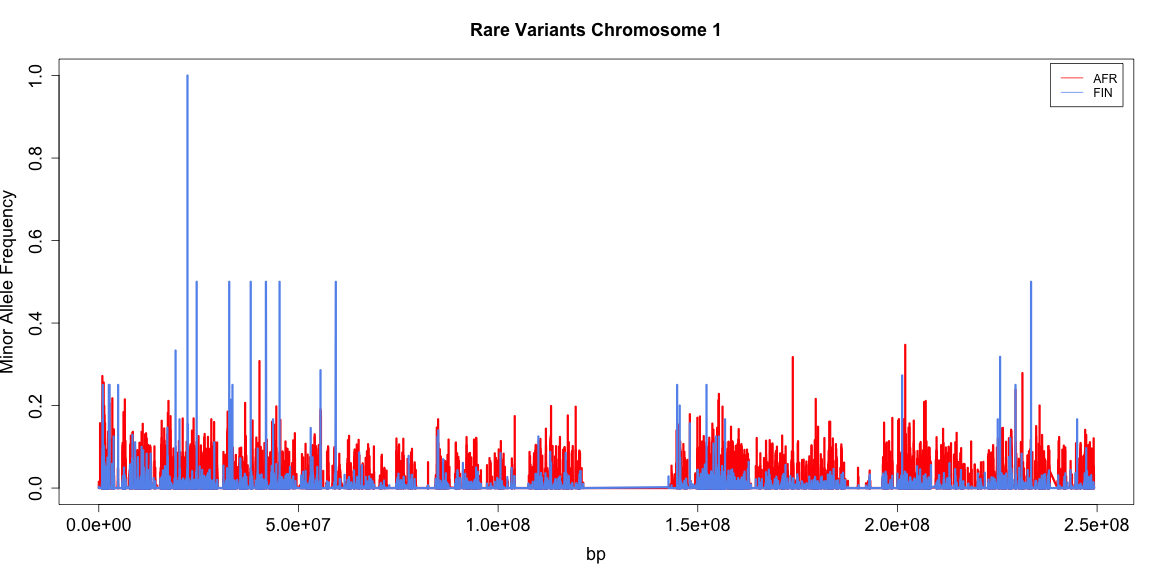 Rare Variants Chromosome 1
AFR
FIN
Minor Allele Frequency
1.0
0.8
0.6
0.4
0.2
0.0
0.0e+00 5.0e+07 1.0e+08 1.5e+08 2.0e+08 2.5e+08
bp